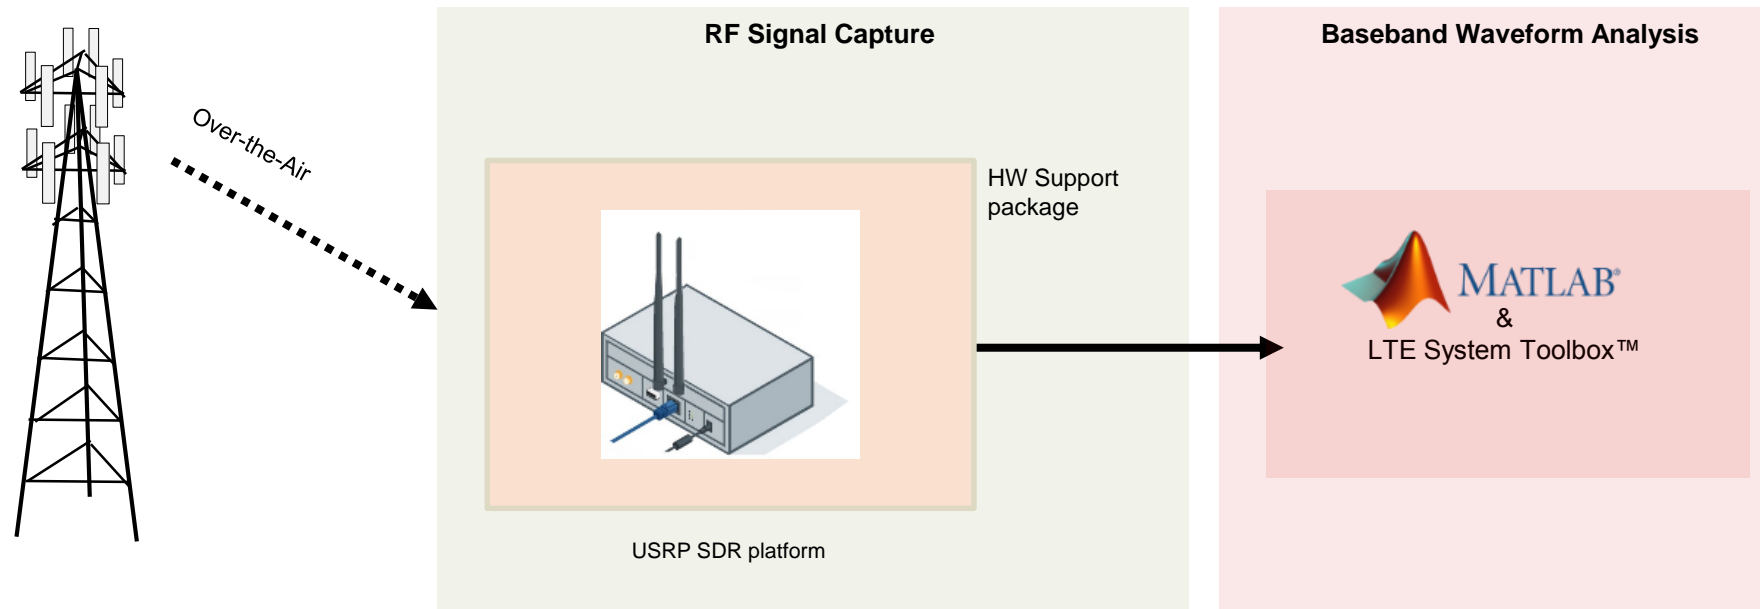 RF Signal Capture
Baseband Waveform Analysis
Over-the-Air
HW Support
package
MATLAB®
&
LTE System Toolbox™
USRP SDR platform